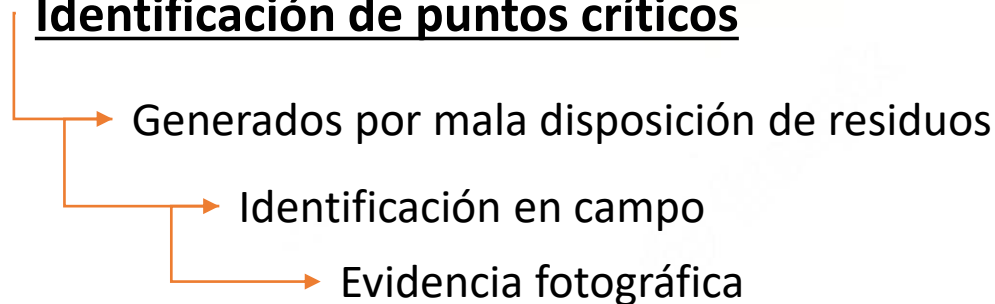 Identificación de puntos críticos
Generados por mala disposición de residuos
Identificación en campo
Evidencia fotográfica